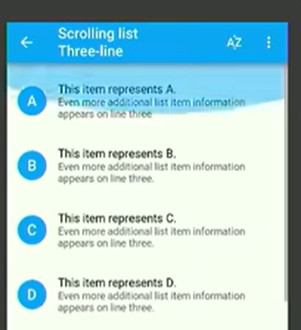 Scrolling list
Three-line
AZ
A
This item represents A.
Even more additional list item information
appears on line three
B
This item represents B.
Even more additional list item information
appears on line three.
C
This item represents C.
Even more additional list item information
appears on line three.
D
This item represents D.
Even more additional list item information
appears on line three.